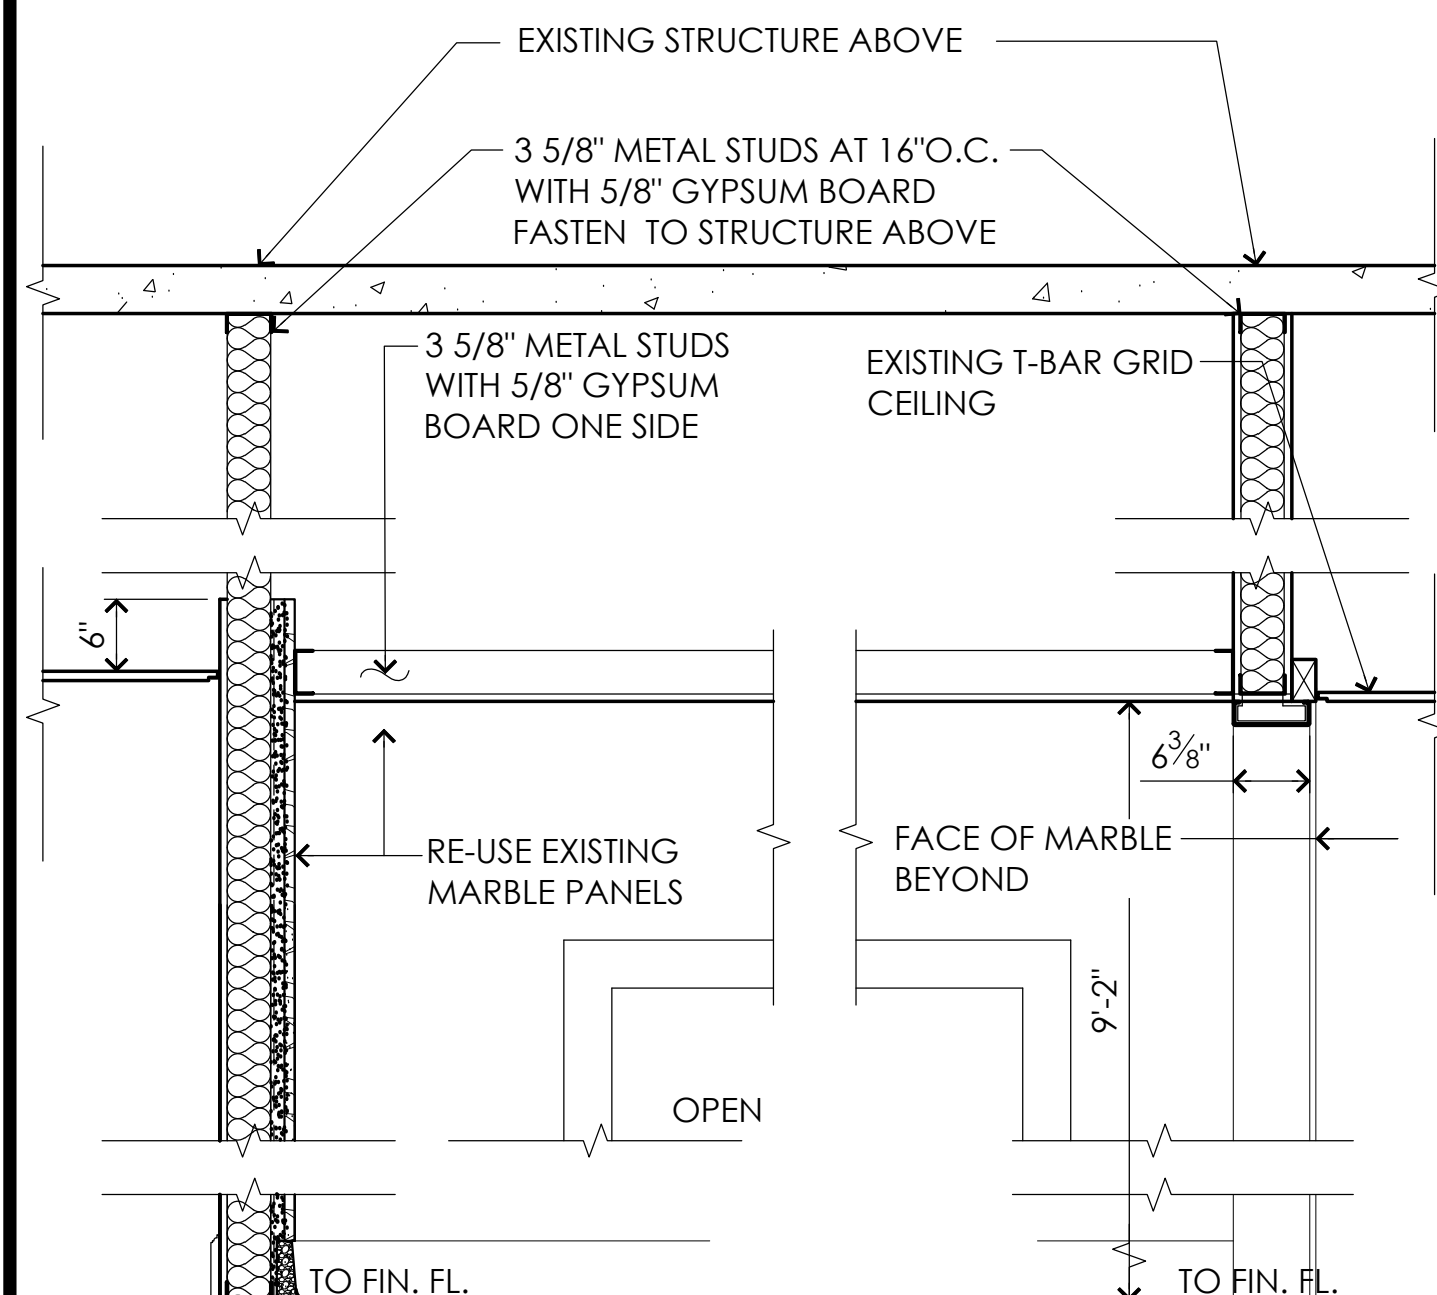 EXISTING STRUCTURE ABOVE
3 5/8" METAL STUDS AT 16"O.C.
WITH 5/8" GYPSUM BOARD
FASTEN  TO STRUCTURE ABOVE
3 5/8" METAL STUDS
WITH 5/8" GYPSUM
BOARD ONE SIDE
EXISTING T-BAR GRID
CEILING
6"
6 3/8"
RE-USE EXISTING
MARBLE PANELS
FACE OF MARBLE
BEYOND
9'-2"
OPEN
TO FIN. FL.
TO FIN. FL.